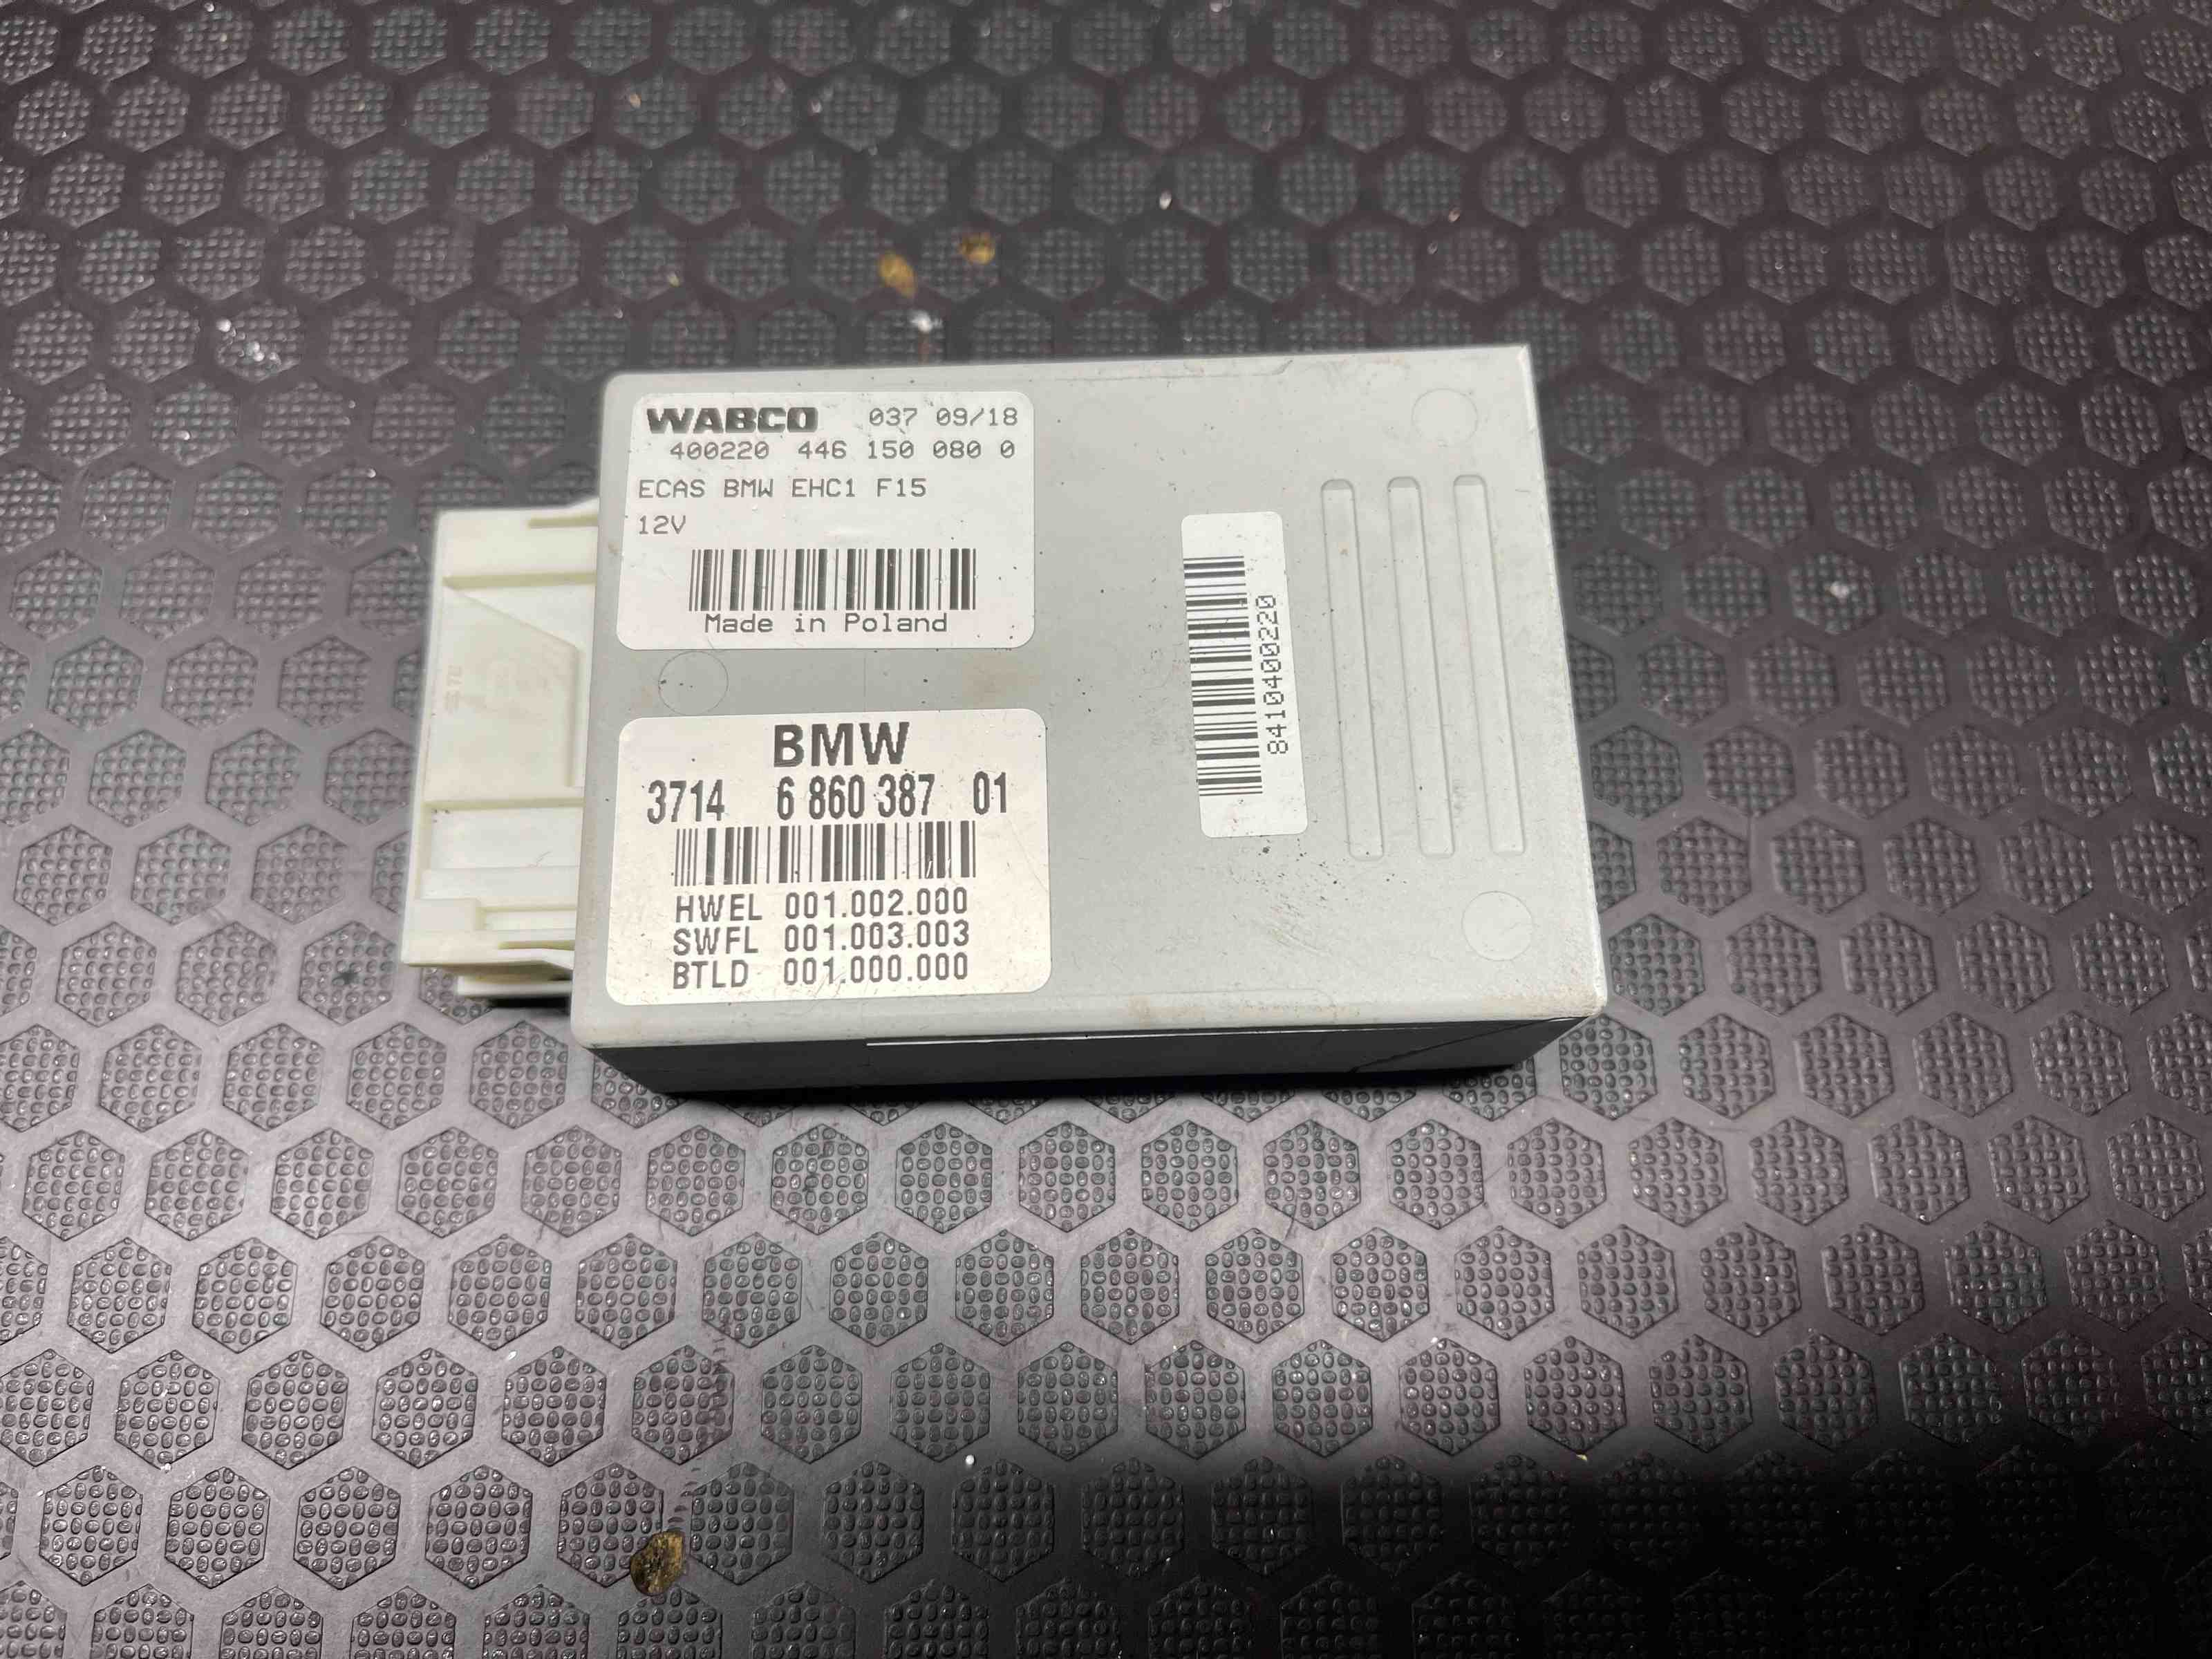 WABCO 037 09/18
400220 446 150 080 0
ECAS BMW EHC1 F15
12V
Made in Poland
BMW
3714 6 860 387 01
HWEL 001.002.000
SWFL 001.003.003
BTLD 001.000.000
8410400220